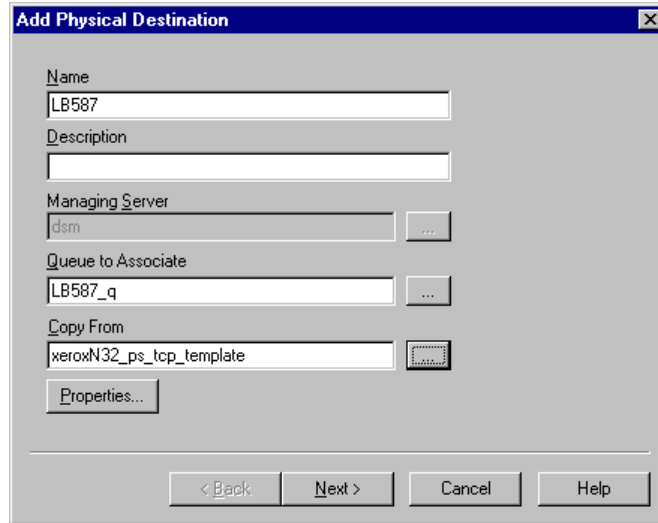 Add Physical Destination
Name
LB587
Description
Managing Server
dsm
...
Queue to Associate
LB587_q
...
Copy From
xeroxN32_ps_tcp_template
...
Properties...
< Back
Next >
Cancel
Help